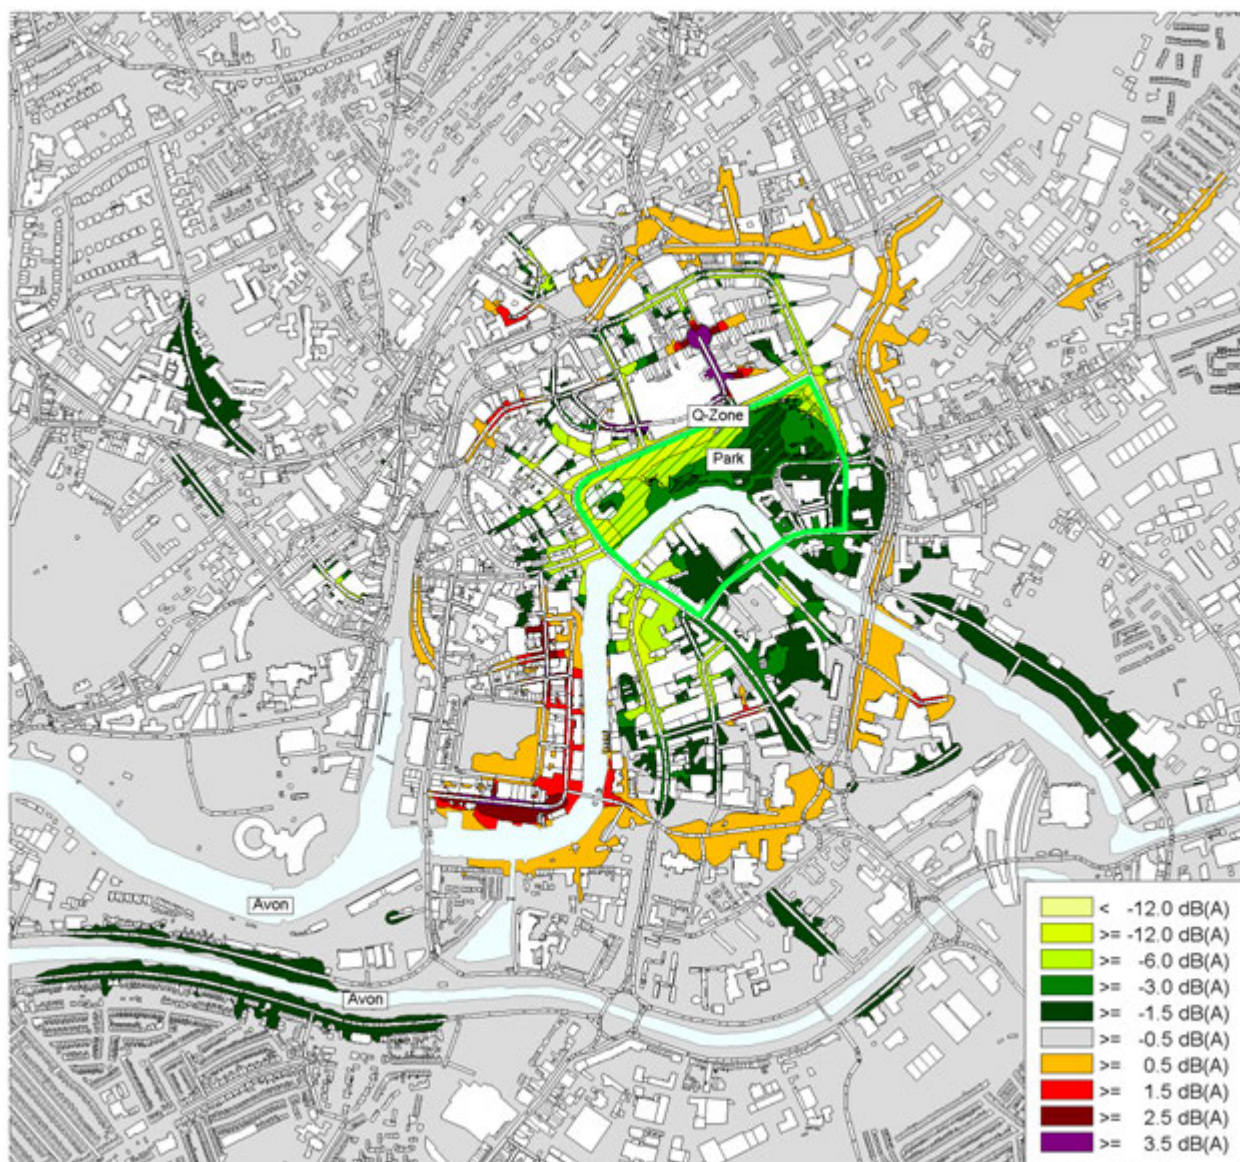 Q-Zone
Park
Avon
Avon
< -12.0 dB(A)
>= -12.0 dB(A)
>= -6.0 dB(A)
>= -3.0 dB(A)
>= -1.5 dB(A)
>= -0.5 dB(A)
>= 0.5 dB(A)
>= 1.5 dB(A)
>= 2.5 dB(A)
>= 3.5 dB(A)